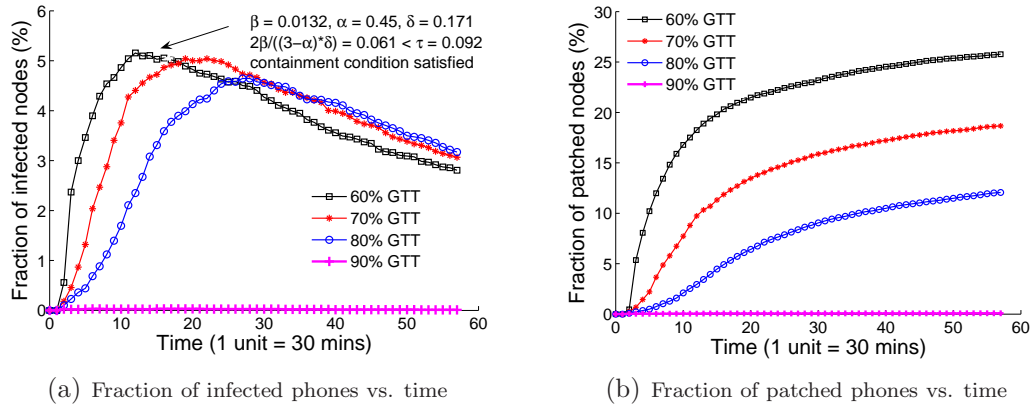 β = 0.0132, α = 0.45, δ = 0.171
2β/((3−α)*δ) = 0.061 < τ = 0.092
containment condition satisfied
Fraction of infected nodes (%)
6
5
4
3
2
1
0
60% GTT
70% GTT
80% GTT
90% GTT
0
10
20
30
40
50
60
Time (1 unit = 30 mins)
(a) Fraction of infected phones vs. time
Fraction of patched nodes (%)
30
25
20
15
10
5
0
60% GTT
70% GTT
80% GTT
90% GTT
0
10
20
30
40
50
60
Time (1 unit = 30 mins)
(b) Fraction of patched phones vs. time